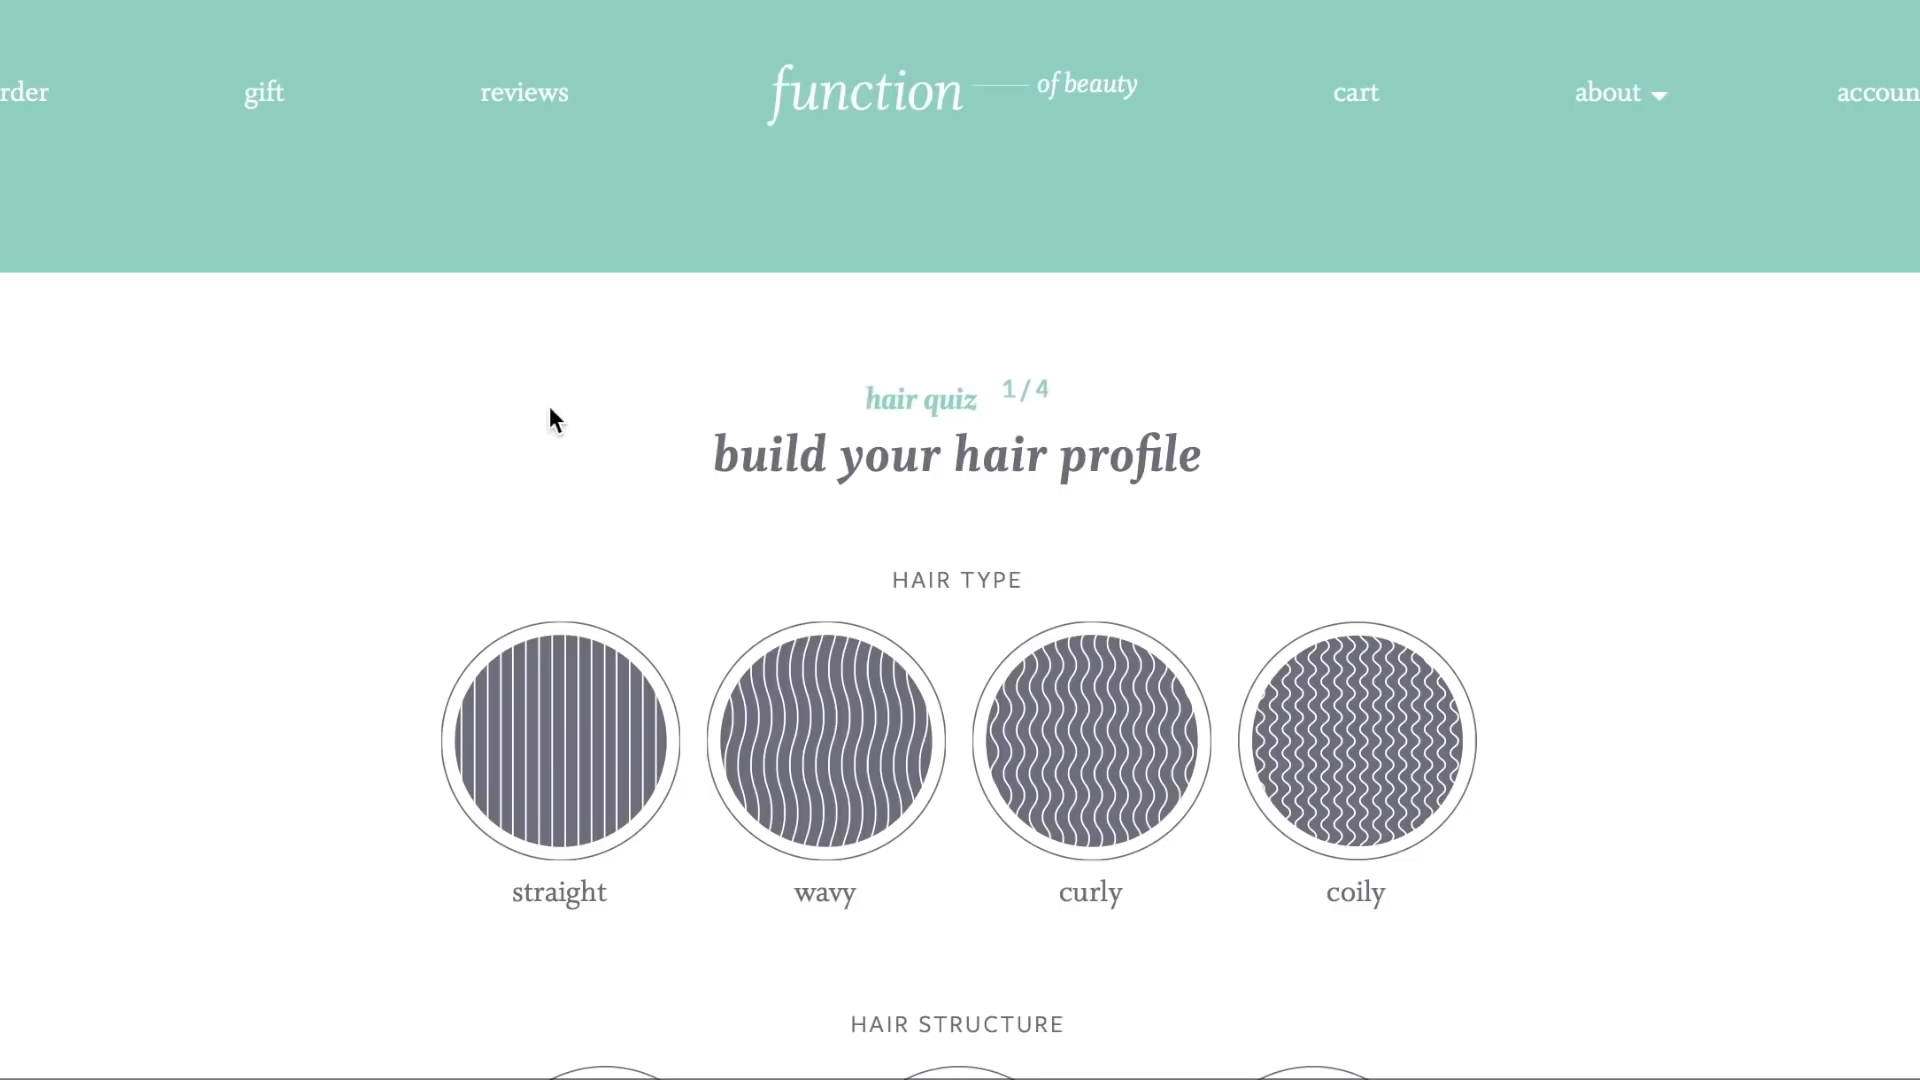 rder gift reviews function of beauty cart about accoun
hair quiz 1/4
build your hair profile
HAIR TYPE
straight wavy curly coily
HAIR STRUCTURE